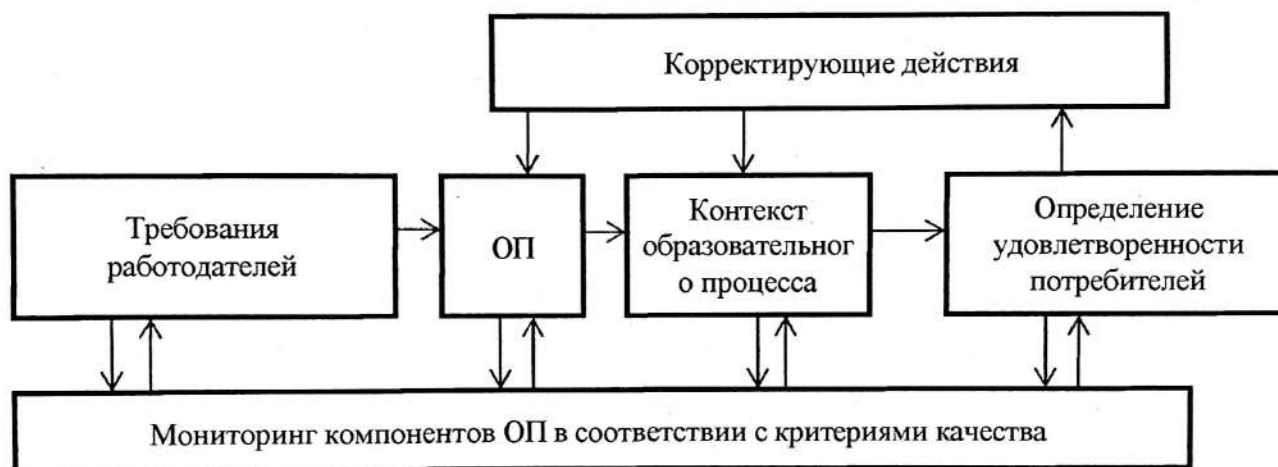 Корректирующие действия
Требования
работодателей
ОП
Контекст
образовательног
о процесса
Определение
удовлетворенности
потребителей
Мониторинг компонентов ОП в соответствии с критериями качества